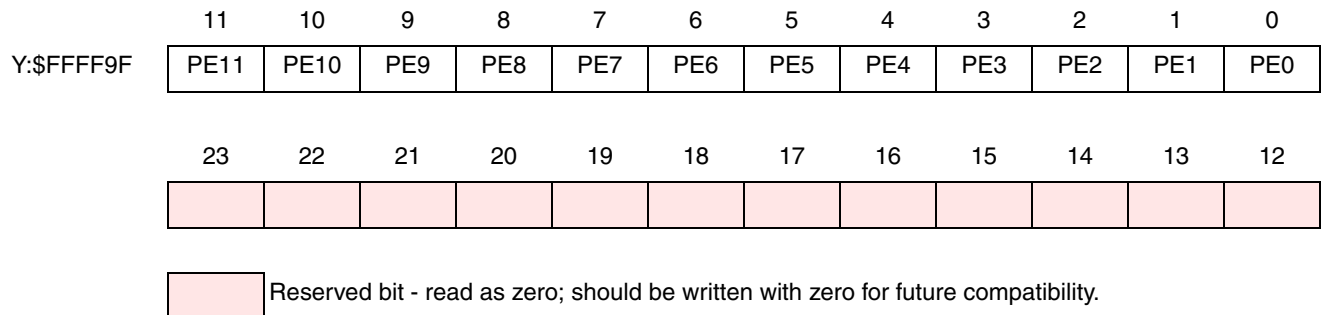 11 10 9 8 7 6 5 4 3 2 1 0
Y:$FFFF9F PE11 PE10 PE9 PE8 PE7 PE6 PE5 PE4 PE3 PE2 PE1 PE0
23 22 21 20 19 18 17 16 15 14 13 12
Reserved bit - read as zero; should be written with zero for future compatibility.